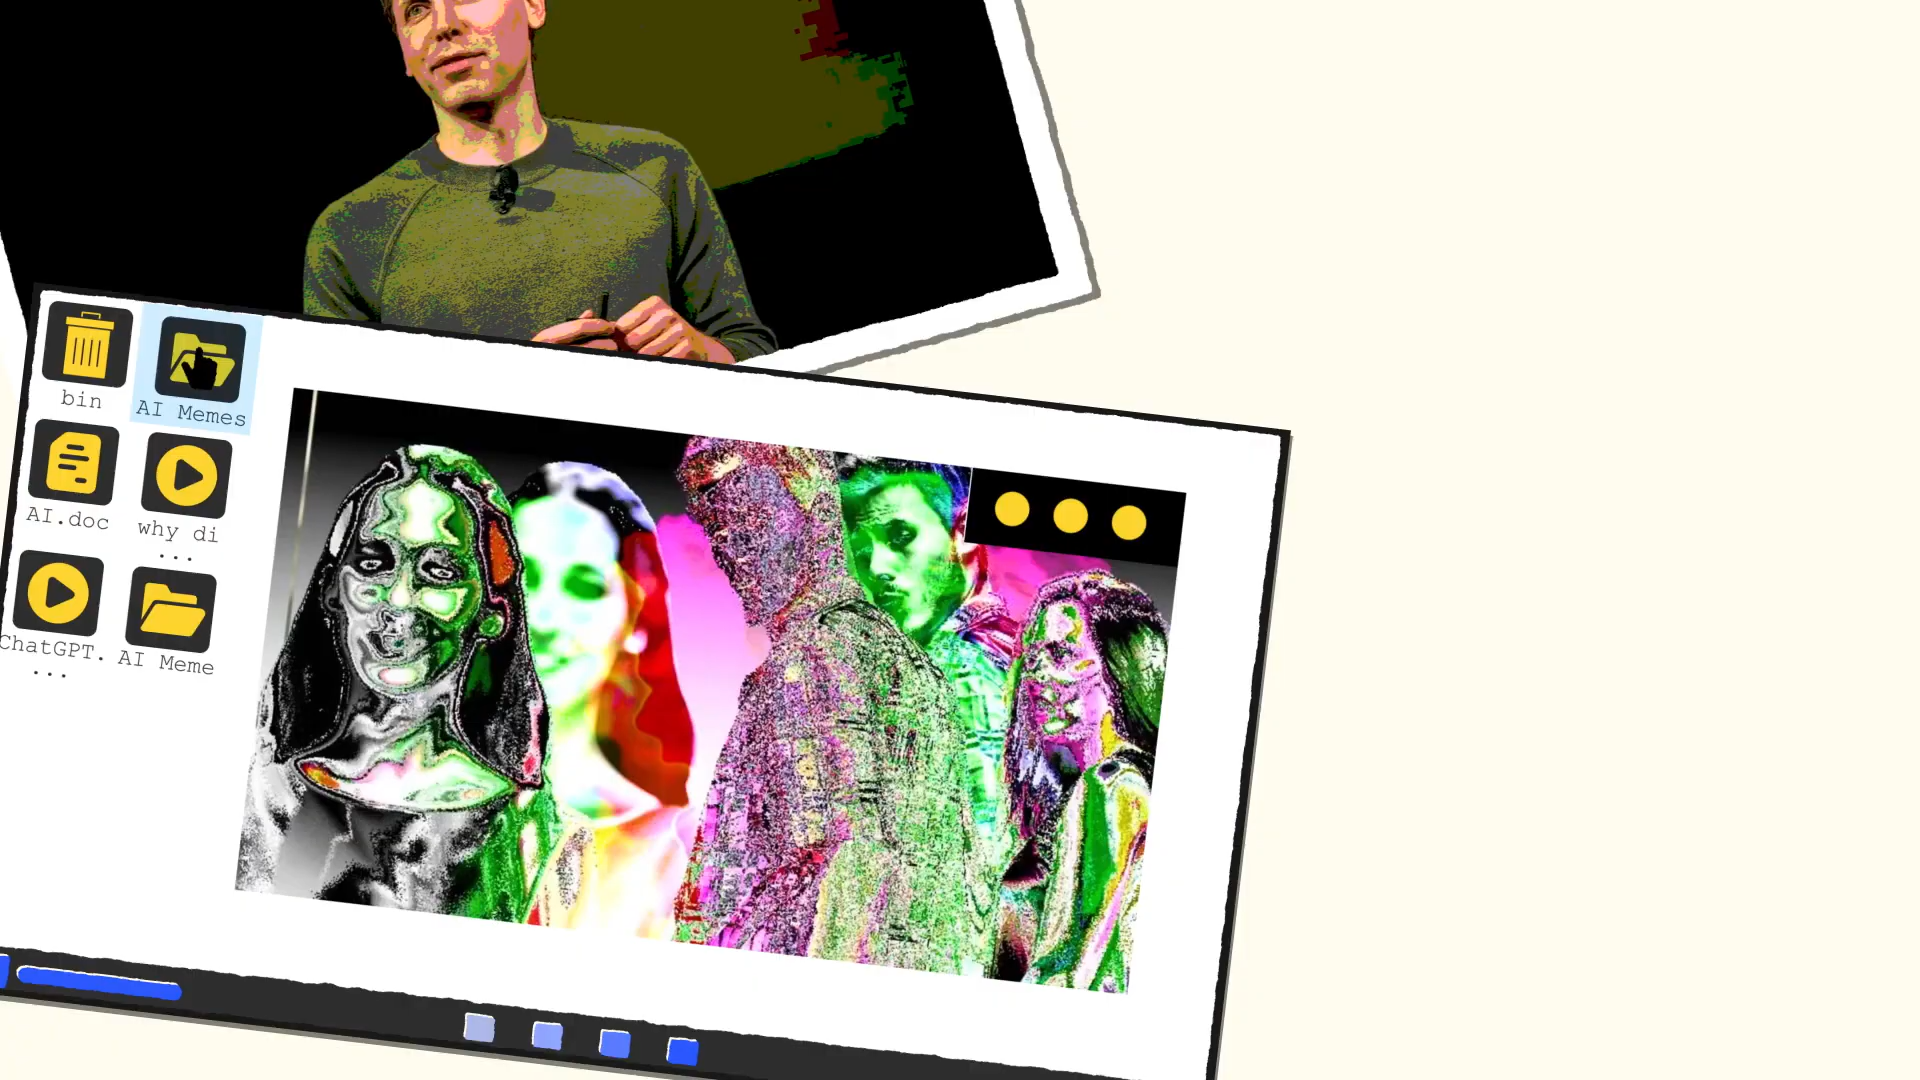 bin
AI Memes
AI.doc
why di
...
ChatGPT.
...
AI Meme